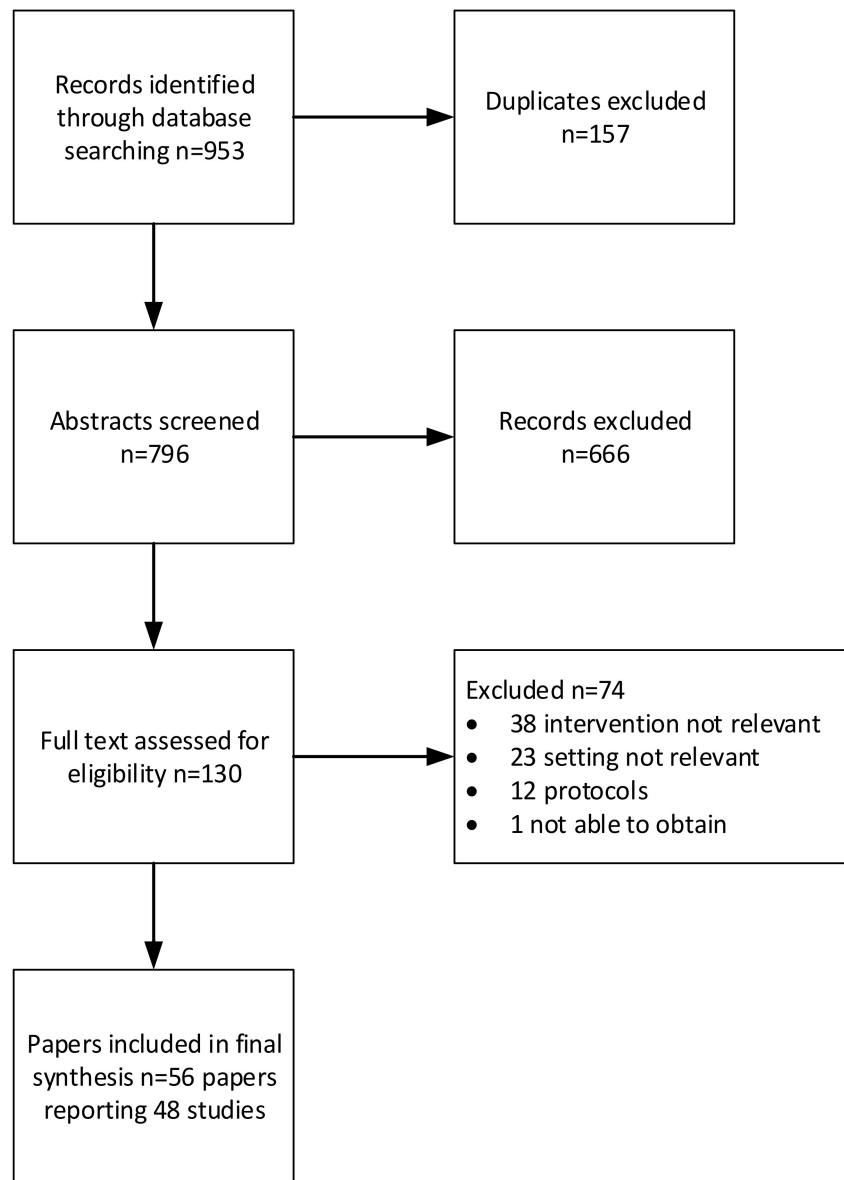 Records identified
through database
searching n=953
Duplicates excluded
n=157
Abstracts screened
n=796
Records excluded
n=666
Full text assessed for
eligibility n=130
Excluded n=74
• 38 intervention not relevant
• 23 setting not relevant
• 12 protocols
• 1 not able to obtain
Papers included in final
synthesis n=56 papers
reporting 48 studies